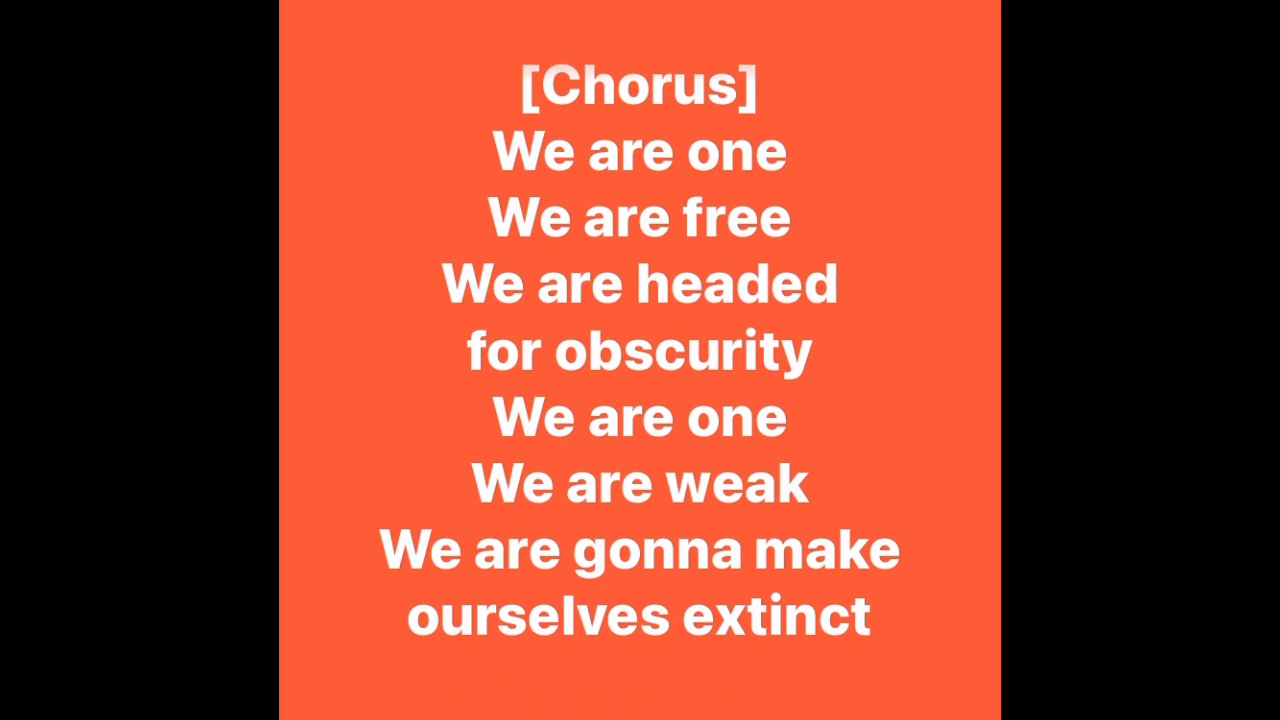 [Chorus]
We are one
We are free
We are headed
for obscurity
We are one
We are weak
We are gonna make
ourselves extinct